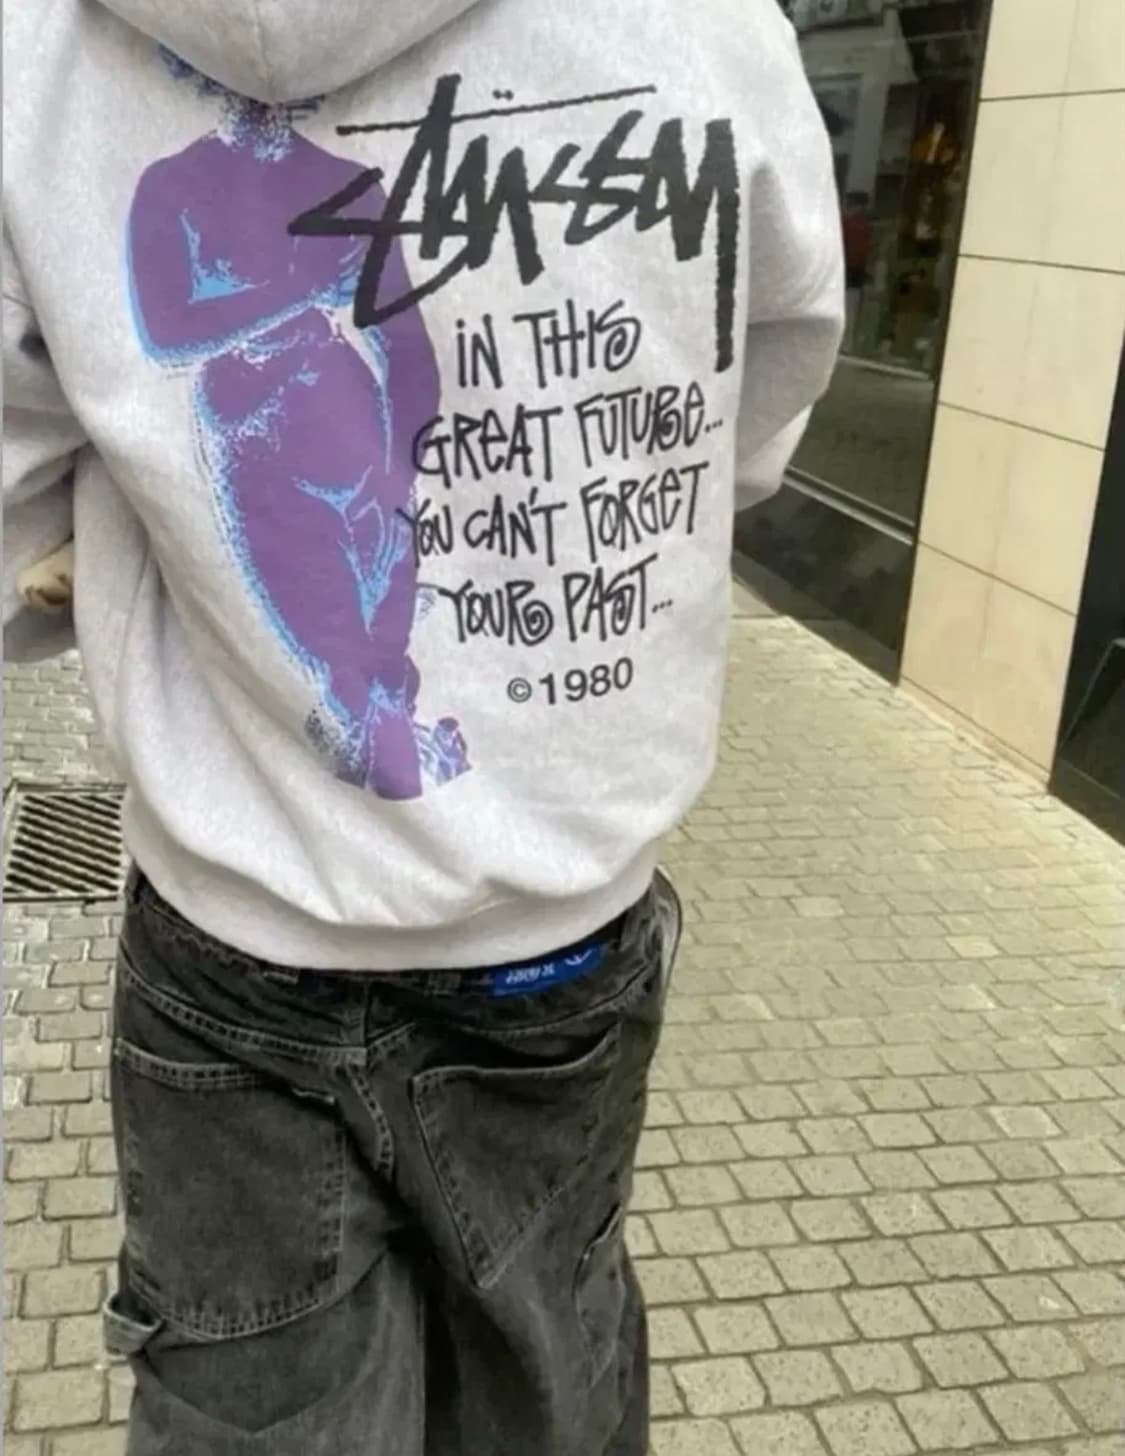 Stüssy
IN THIS
GREAT FUTURE...
YOU CAN'T FORGET
YOUR PAST...
©1980